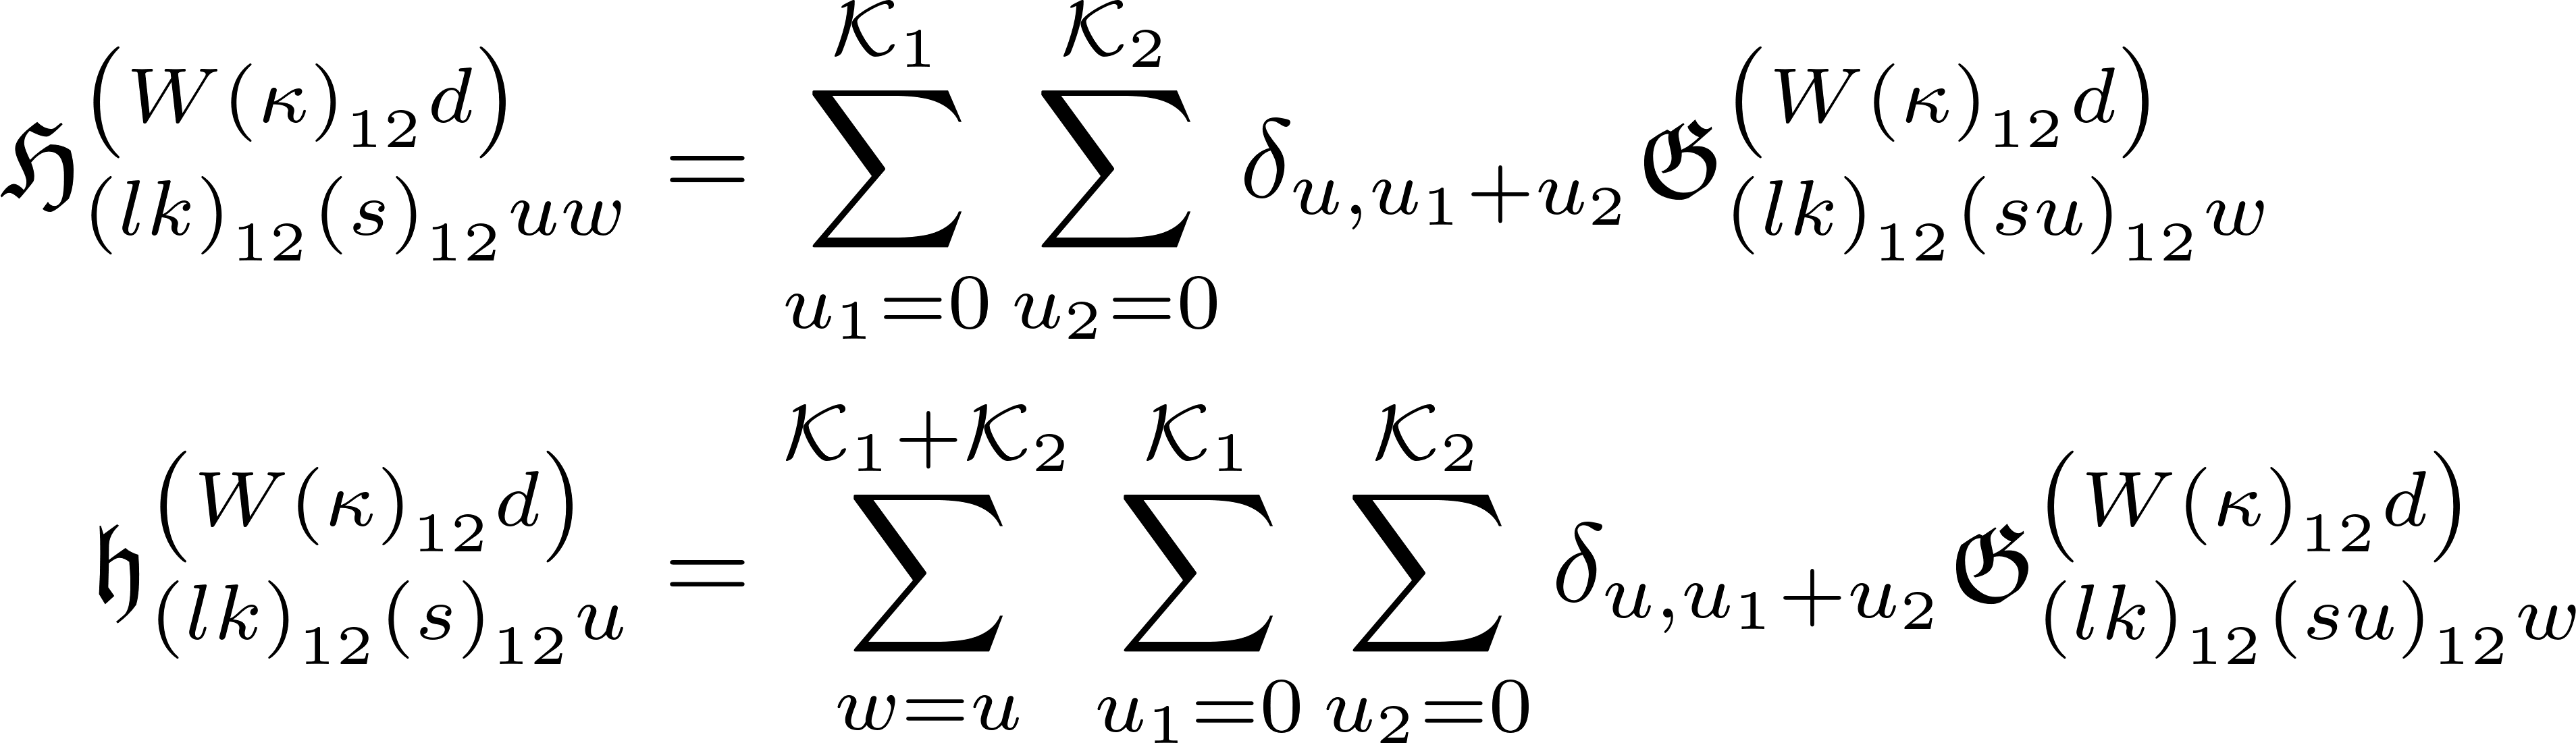 \mathfrak{H}_{(lk)_{12}(s)_{12}uw}^{\left(W(\kappa)_{12}d\right)} = \sum_{u_1=0}^{\mathcal{K}_1} \sum_{u_2=0}^{\mathcal{K}_2} \delta_{u,u_1+u_2} \mathfrak{G}_{(lk)_{12}(su)_{12}w}^{\left(W(\kappa)_{12}d\right)}
\mathfrak{h}_{(lk)_{12}(s)_{12}u}^{\left(W(\kappa)_{12}d\right)} = \sum_{w=u}^{\mathcal{K}_1+\mathcal{K}_2} \sum_{u_1=0}^{\mathcal{K}_1} \sum_{u_2=0}^{\mathcal{K}_2} \delta_{u,u_1+u_2} \mathfrak{G}_{(lk)_{12}(su)_{12}w}^{\left(W(\kappa)_{12}d\right)}